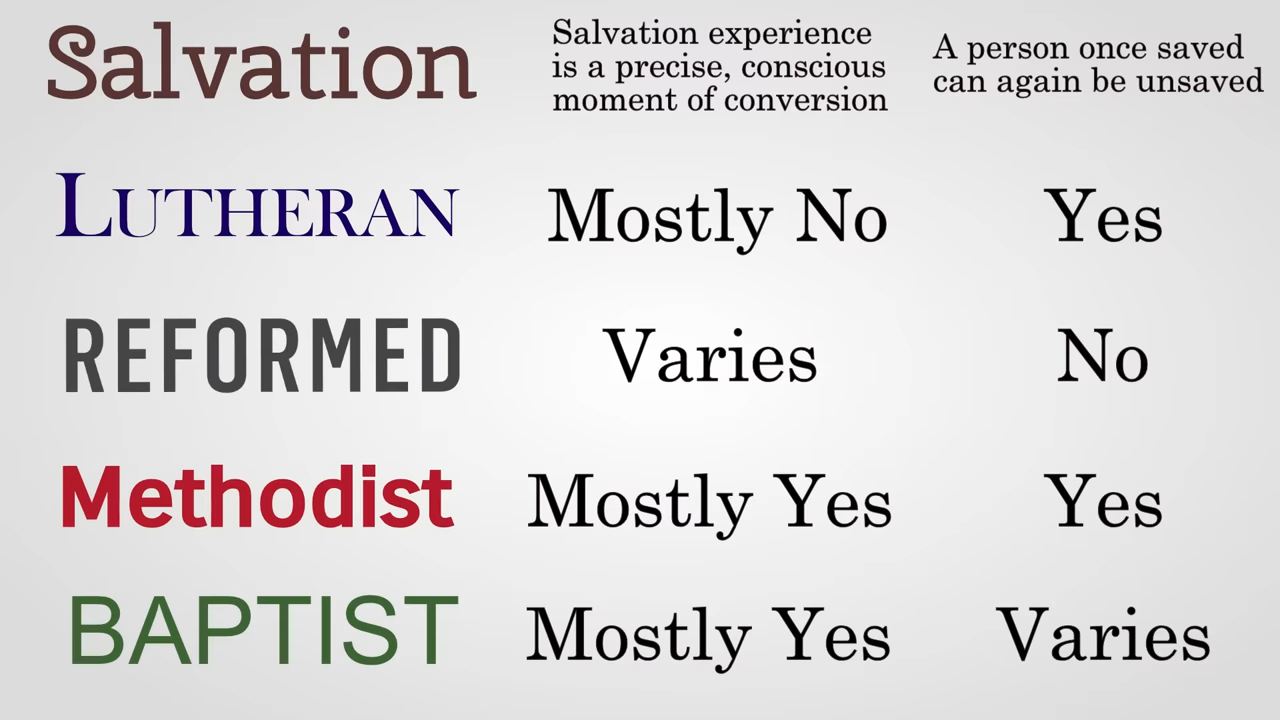 Salvation
Salvation experience
is a precise, conscious
moment of conversion
A person once saved
can again be unsaved
LUTHERAN
Mostly No
Yes
REFORMED
Varies
No
Methodist
Mostly Yes
Yes
BAPTIST
Mostly Yes
Varies